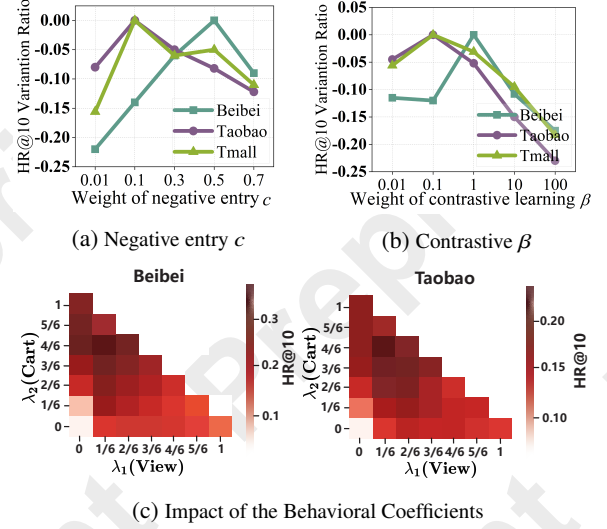 HR@10 Variantion Ratio
0.00
-0.05
-0.10
-0.15
-0.20
-0.25
Beibei
Taobao
Tmall
0.01 0.1 0.3 0.5 0.7
Weight of negative entry c
(a) Negative entry c
HR@10 Variantion Ratio
0.05
0.00
-0.05
-0.10
-0.15
-0.20
-0.25
Beibei
Taobao
Tmall
0.01 0.1 1 10 100
Weight of contrastive learning β
(b) Contrastive β
Beibei
λ₂(Cart)
1
5/6
4/6
3/6
2/6
1/6
0
0 1/6 2/6 3/6 4/6 5/6 1
λ₁(View)
0.3
0.2
0.1
HR@10
Taobao
λ₂(Cart)
1
5/6
4/6
3/6
2/6
1/6
0
0 1/6 2/6 3/6 4/6 5/6 1
λ₁(View)
0.20
0.15
0.10
HR@10
(c) Impact of the Behavioral Coefficients